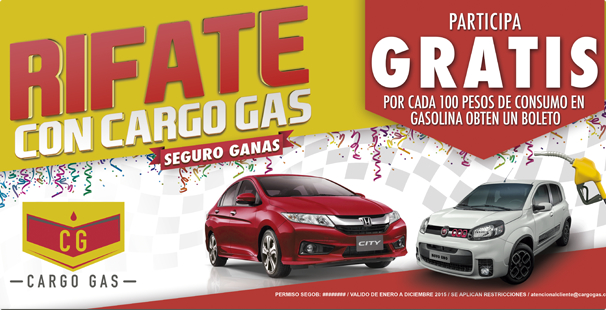 RIFATE
CON CARGO GAS
SEGURO GANAS
PARTICIPA
GRATIS
POR CADA 100 PESOS DE CONSUMO EN
GASOLINA OBTEN UN BOLETO
CG
CARGO GAS
CITY
PERMISO SEGOB: ######## / VALIDO DE ENERO A DICIEMBRE 2015 / SE APLICAN RESTRICCIONES / atencionalcliente@cargogas.c